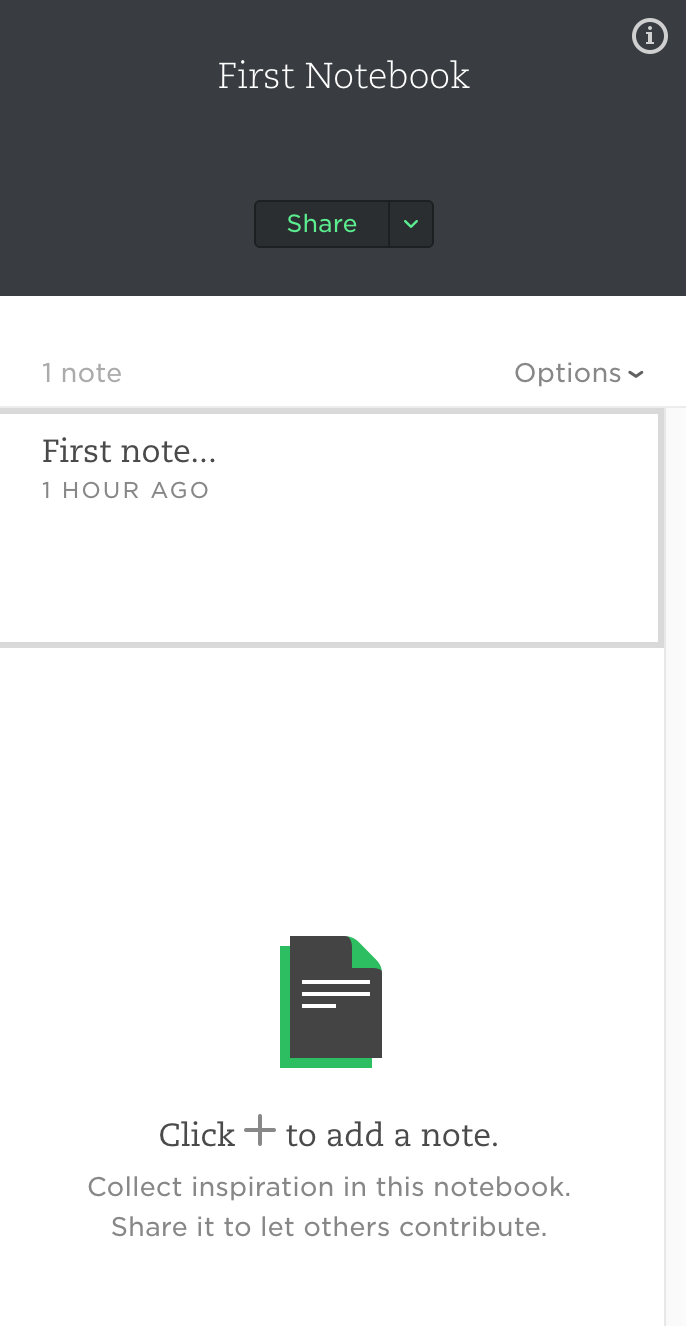 First Notebook
Share
1 note
Options
First note...
1 HOUR AGO
Click + to add a note.
Collect inspiration in this notebook.
Share it to let others contribute.